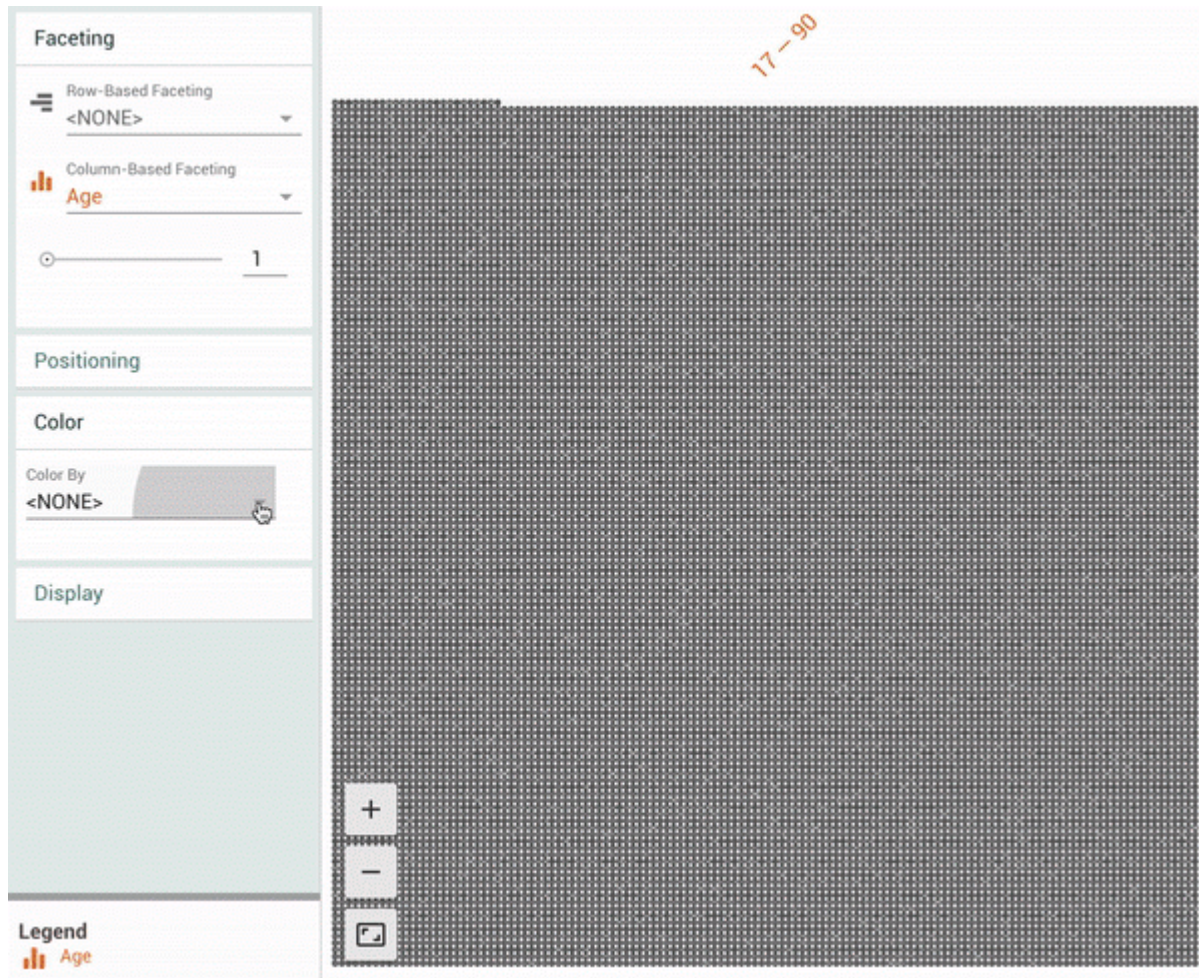 Faceting
Row-Based Faceting
<NONE>
Column-Based Faceting
Age
1
Positioning
Color
Color By
<NONE>
Display
Legend
Age
17 – 90
+
−